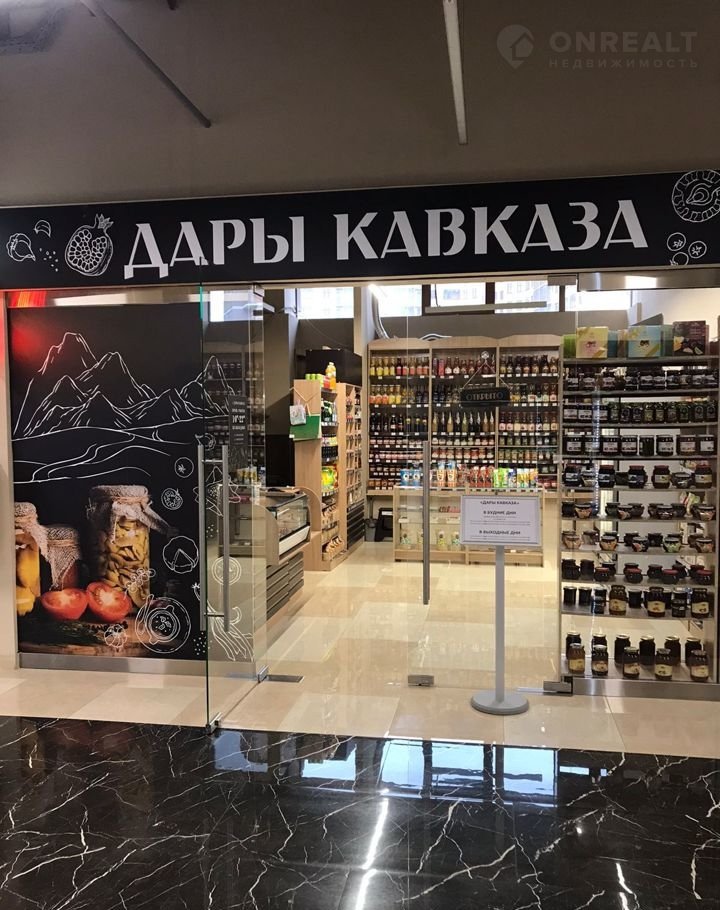 ONREALT
НЕДВИЖИМОСТЬ
ДАРЫ КАВКАЗА
ОТКРЫТО
«ДАРЫ КАВКАЗА»
В БУДНИЕ ДНИ
В ВЫХОДНЫЕ ДНИ